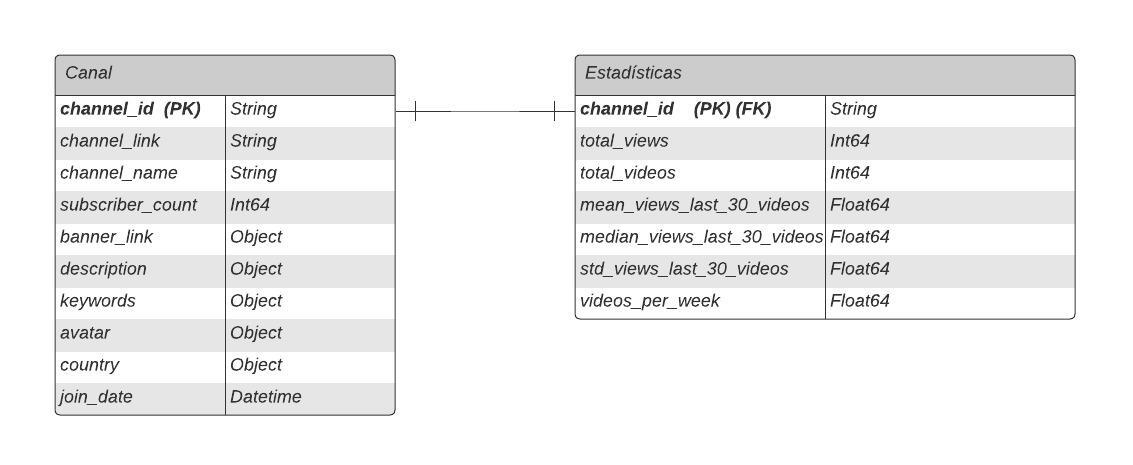 Canal
channel_id (PK) String
channel_link String
channel_name String
subscriber_count Int64
banner_link Object
description Object
keywords Object
avatar Object
country Object
join_date Datetime
Estadísticas
channel_id (PK) (FK) String
total_views Int64
total_videos Int64
mean_views_last_30_videos Float64
median_views_last_30_videos Float64
std_views_last_30_videos Float64
videos_per_week Float64